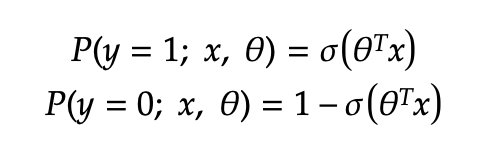 P(y = 1; x, θ) = σ(θᵀx)
P(y = 0; x, θ) = 1 − σ(θᵀx)